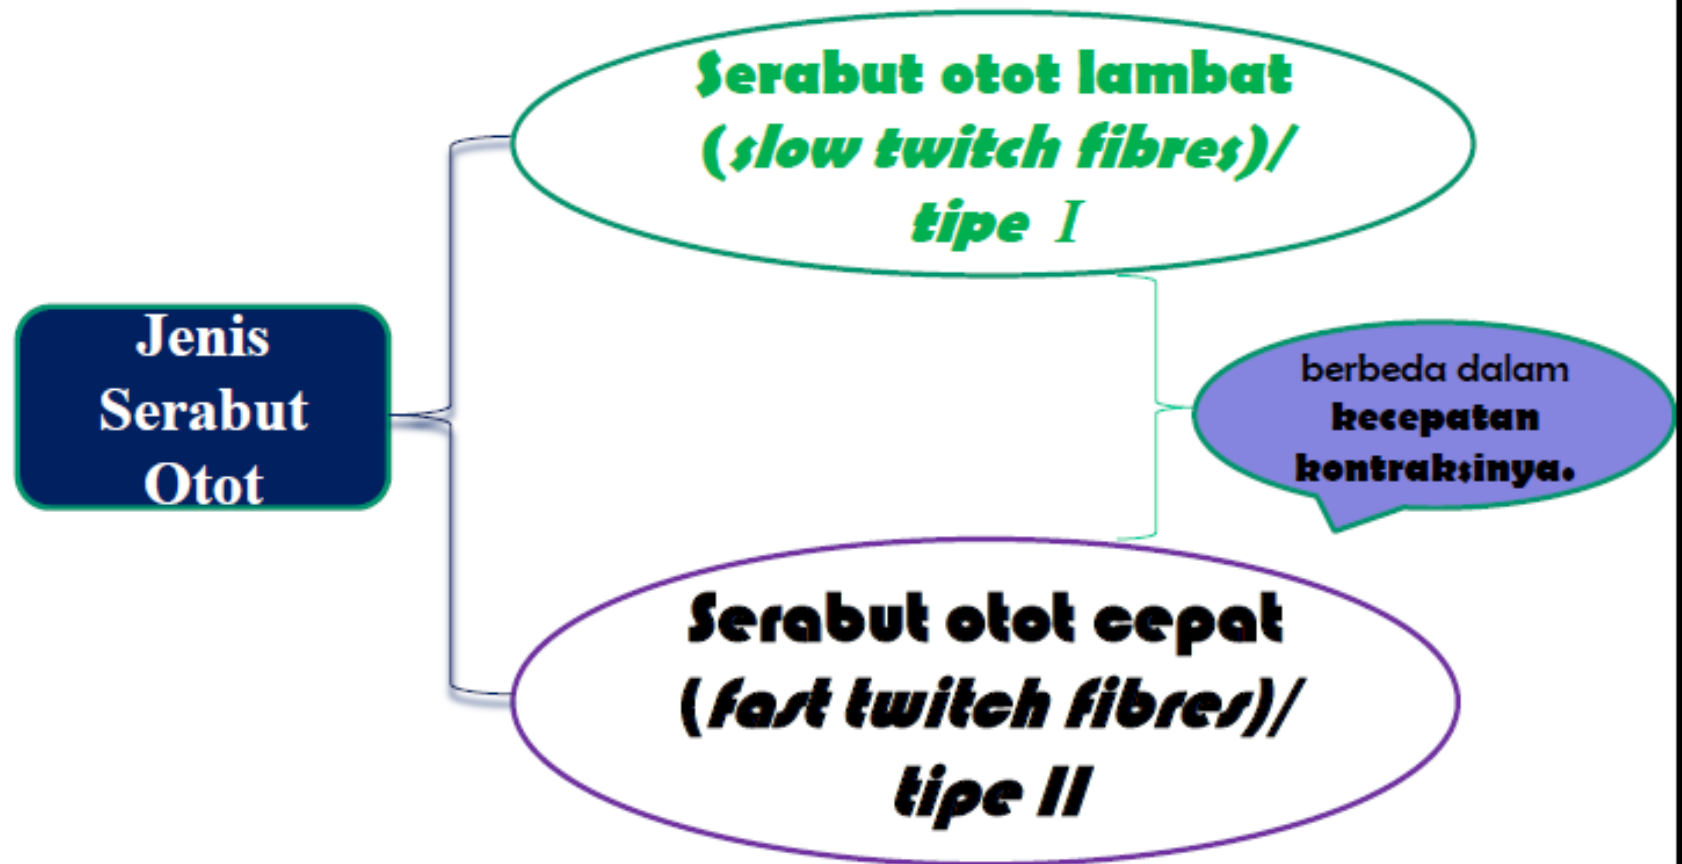 Jenis
Serabut
Otot
Serabut otot lambat
(slow twitch fibres)/
tipe I
berbeda dalam
kecepatan
kontraksinya.
Serabut otot cepat
(fast twitch fibres)/
tipe II